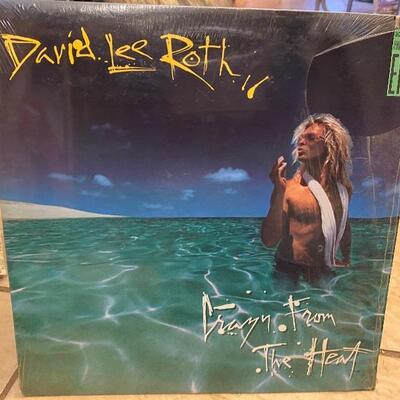 David Lee Roth
Crazy From
The Heat